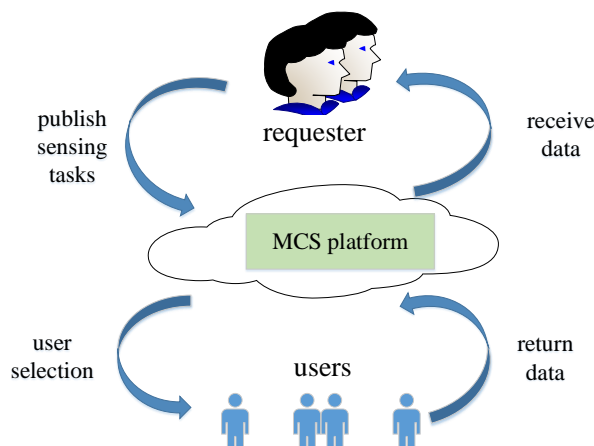 publish
sensing
tasks
requester
receive
data
MCS platform
user
selection
users
return
data